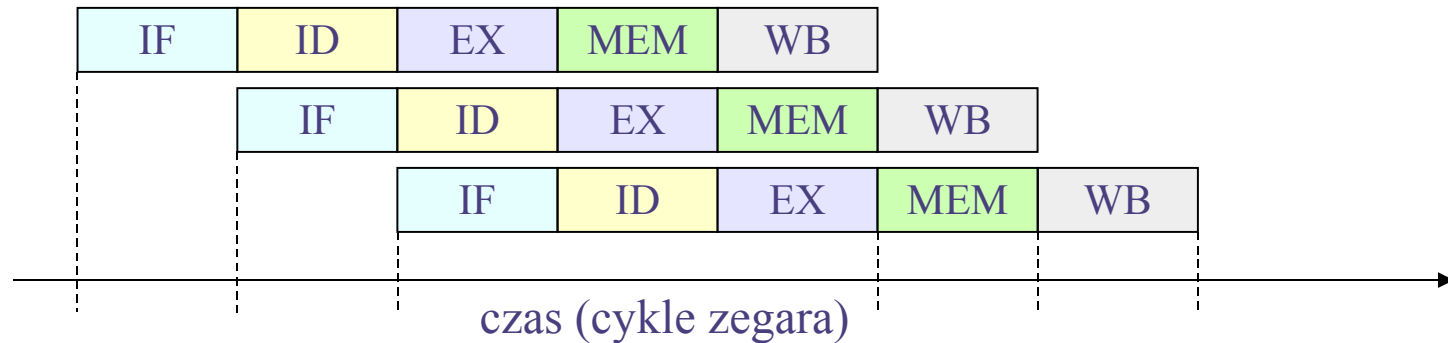 IF ID EX MEM WB
IF ID EX MEM WB
IF ID EX MEM WB
czas (cykle zegara)